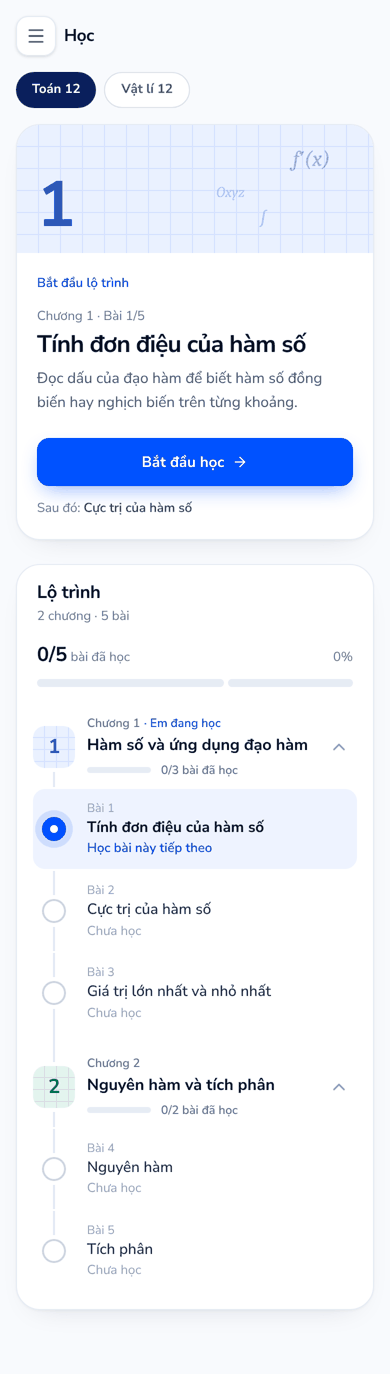 Học
Toán 12
Vật lí 12
1
f′(x)
Oxyz
∫
Bắt đầu lộ trình
Chương 1 · Bài 1/5
Tính đơn điệu của hàm số
Đọc dấu của đạo hàm để biết hàm số đồng
biến hay nghịch biến trên từng khoảng.
Bắt đầu học →
Sau đó: Cực trị của hàm số
Lộ trình
2 chương · 5 bài
0/5 bài đã học
0%
Chương 1 · Em đang học
1
Hàm số và ứng dụng đạo hàm
0/3 bài đã học
Bài 1
Tính đơn điệu của hàm số
Học bài này tiếp theo
Bài 2
Cực trị của hàm số
Chưa học
Bài 3
Giá trị lớn nhất và nhỏ nhất
Chưa học
Chương 2
2
Nguyên hàm và tích phân
0/2 bài đã học
Bài 4
Nguyên hàm
Chưa học
Bài 5
Tích phân
Chưa học